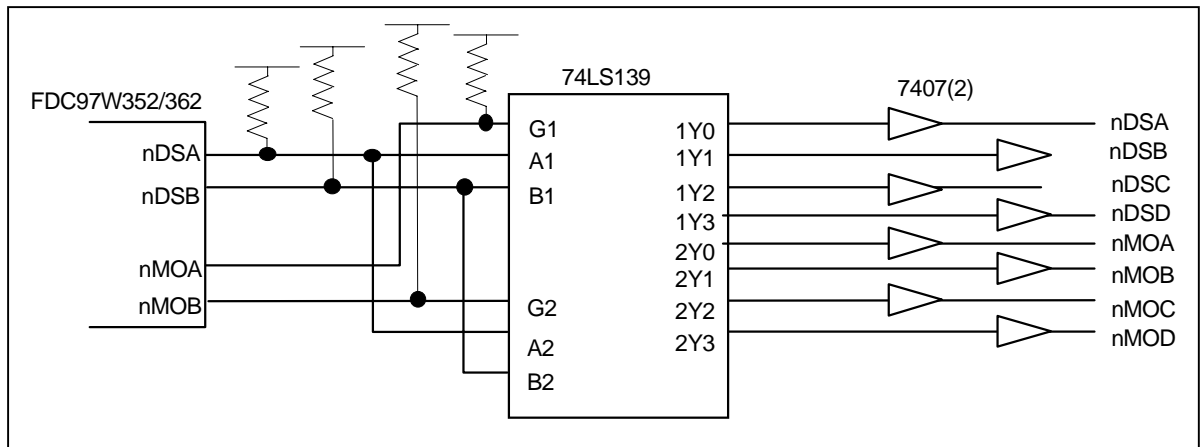 74LS139
7407(2)
FDC97W352/362
nDSA
nDSB
nMOA
nMOB
G1
A1
B1
G2
A2
B2
1Y0
1Y1
1Y2
1Y3
2Y0
2Y1
2Y2
2Y3
nDSA
nDSB
nDSC
nDSD
nMOA
nMOB
nMOC
nMOD